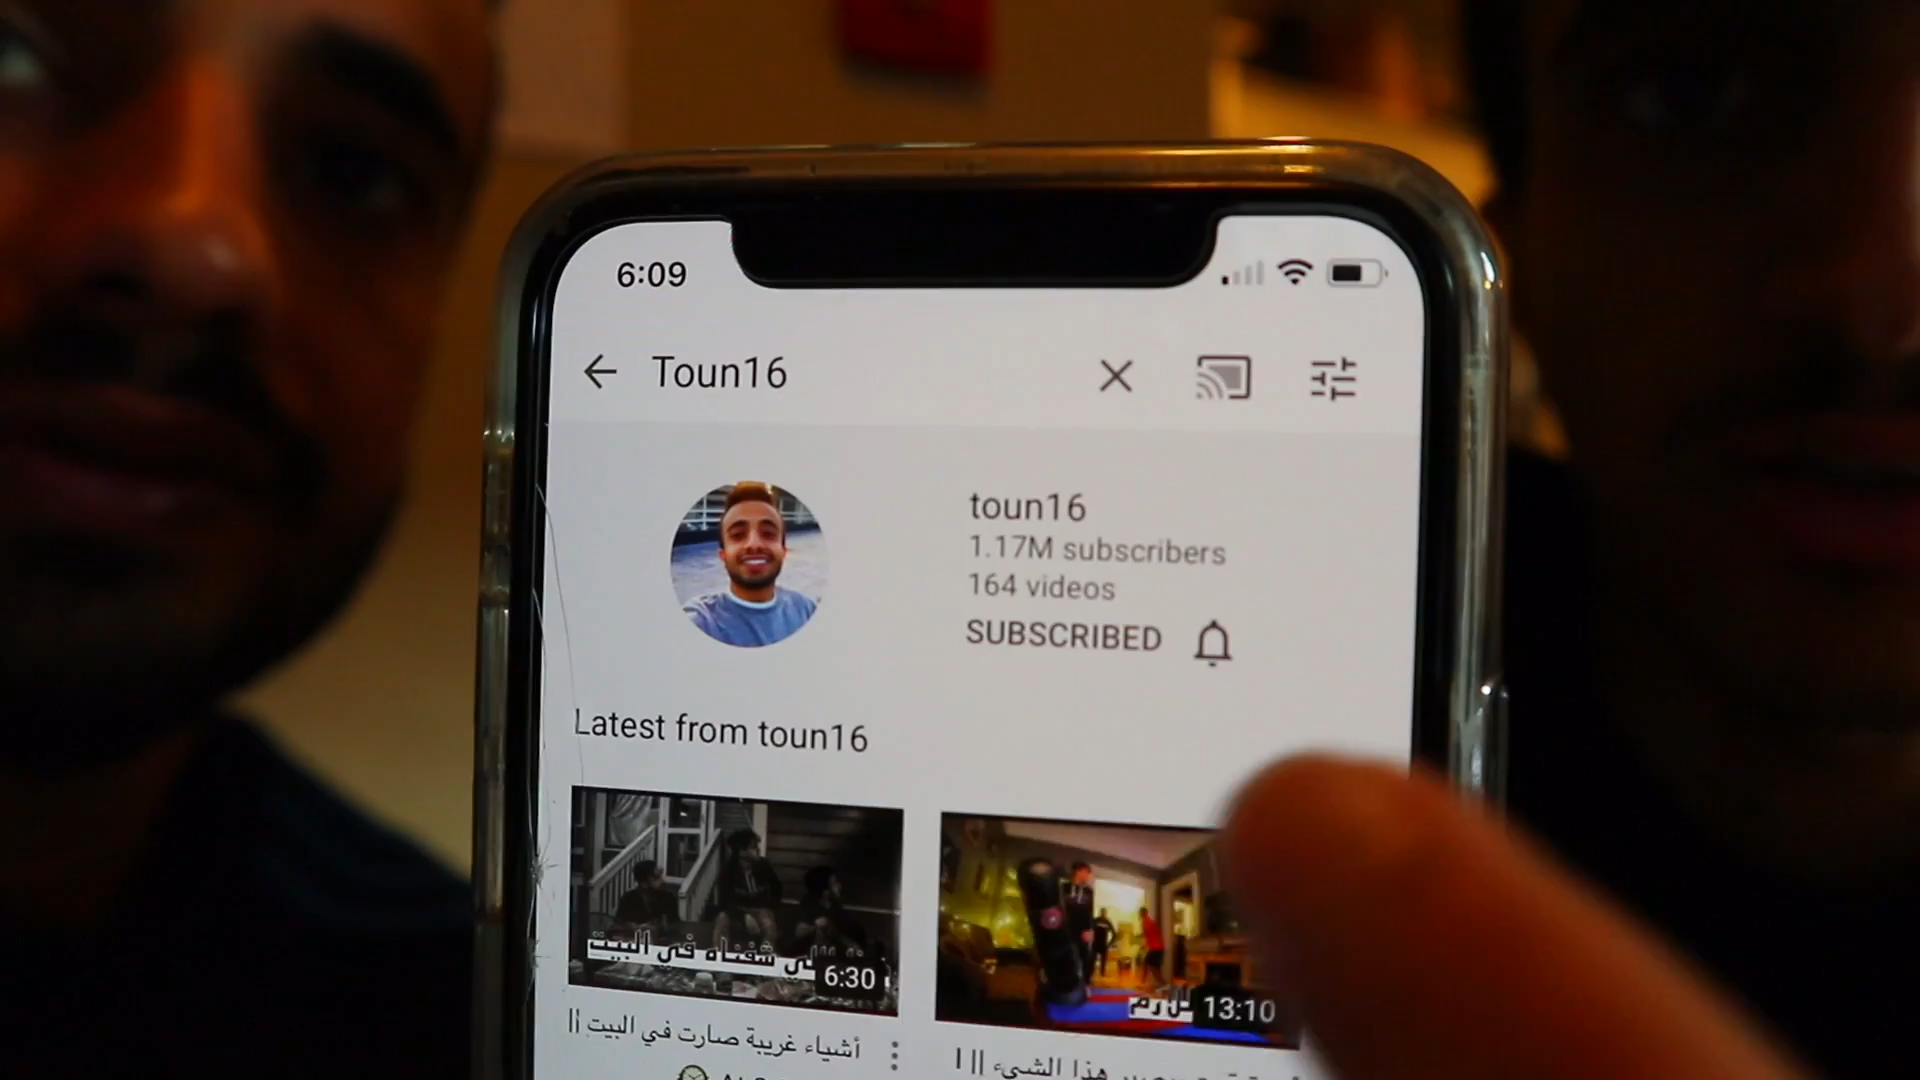 6:09
Toun16
toun16
1.17M subscribers
164 videos
SUBSCRIBED
Latest from toun16
شفناه في البيت
6:30
13:10
أشياء غريبة صارت في البيت ||
هذا الشيء ||